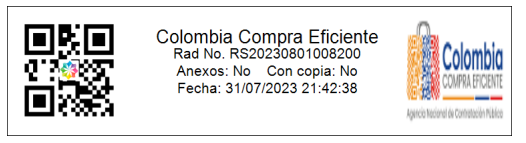 Colombia Compra Eficiente
Rad No. RS20230801008200
Anexos: No Con copia: No
Fecha: 31/07/2023 21:42:38
Colombia
COMPRA EFICIENTE
Agencia Nacional de Contratación Pública